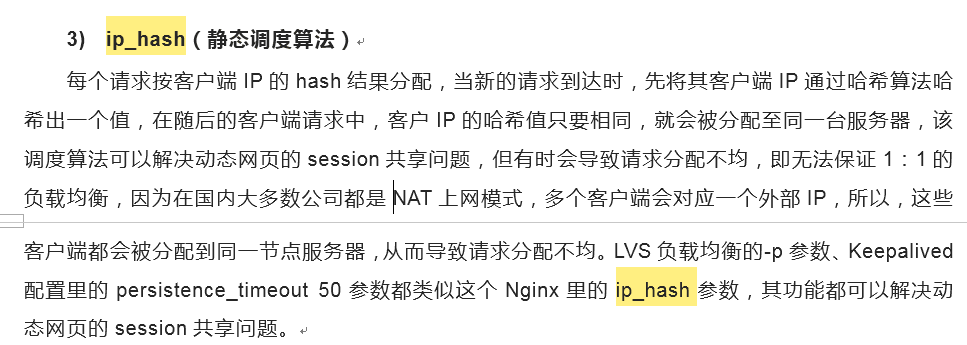 3) ip_hash（静态调度算法）
每个请求按客户端 IP 的 hash 结果分配，当新的请求到达时，先将其客户端 IP 通过哈希算法哈
希出一个值，在随后的客户端请求中，客户 IP 的哈希值只要相同，就会被分配至同一台服务器，该
调度算法可以解决动态网页的 session 共享问题，但有时会导致请求分配不均，即无法保证 1：1 的
负载均衡，因为在国内大多数公司都是 NAT 上网模式，多个客户端会对应一个外部 IP，所以，这些
客户端都会被分配到同一节点服务器，从而导致请求分配不均。LVS 负载均衡的-p 参数、Keepalived
配置里的 persistence_timeout 50 参数都类似这个 Nginx 里的 ip_hash 参数，其功能都可以解决动
态网页的 session 共享问题。